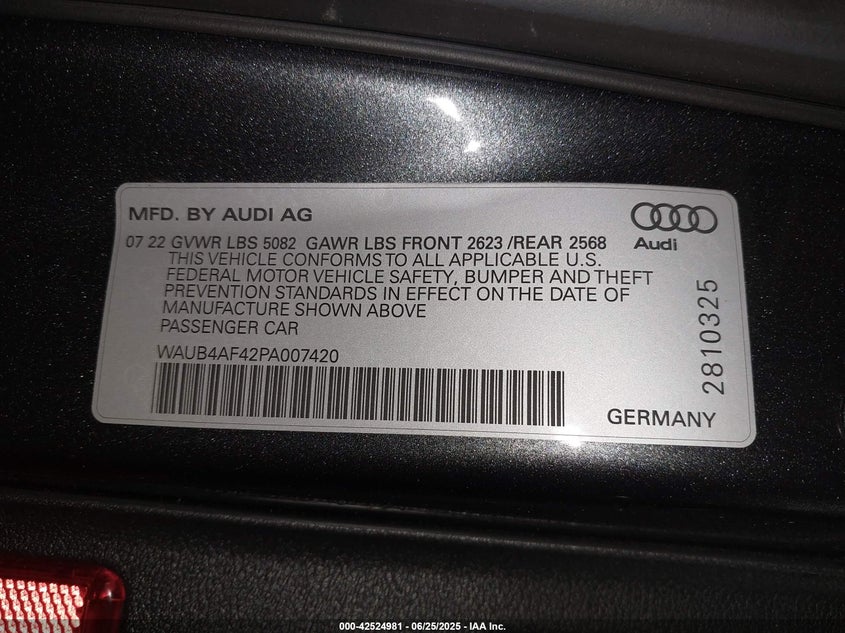 MFD. BY AUDI AG
Audi
07 22 GVWR LBS 5082 GAWR LBS FRONT 2623 /REAR 2568
THIS VEHICLE CONFORMS TO ALL APPLICABLE U.S.
FEDERAL MOTOR VEHICLE SAFETY, BUMPER AND THEFT
PREVENTION STANDARDS IN EFFECT ON THE DATE OF
MANUFACTURE SHOWN ABOVE
PASSENGER CAR
WAUB4AF42PA007420
2810325
GERMANY
000-42524981 - 06/25/2025 - IAA Inc.